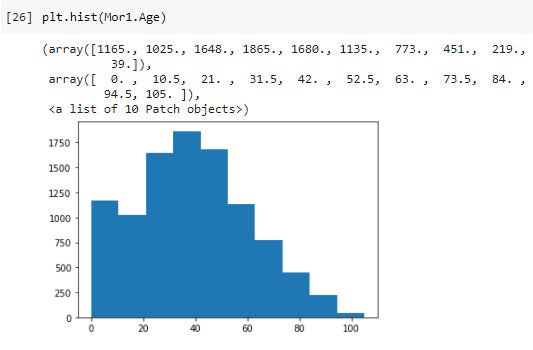 [26] plt.hist(Mor1.Age)
(array([1165., 1025., 1648., 1865., 1680., 1135., 773., 451., 219.,
39.]),
array([ 0. , 10.5, 21. , 31.5, 42. , 52.5, 63. , 73.5, 84. ,
94.5, 105. ]),
<a list of 10 Patch objects>)
1750
1500
1250
1000
750
500
250
0
0 20 40 60 80 100